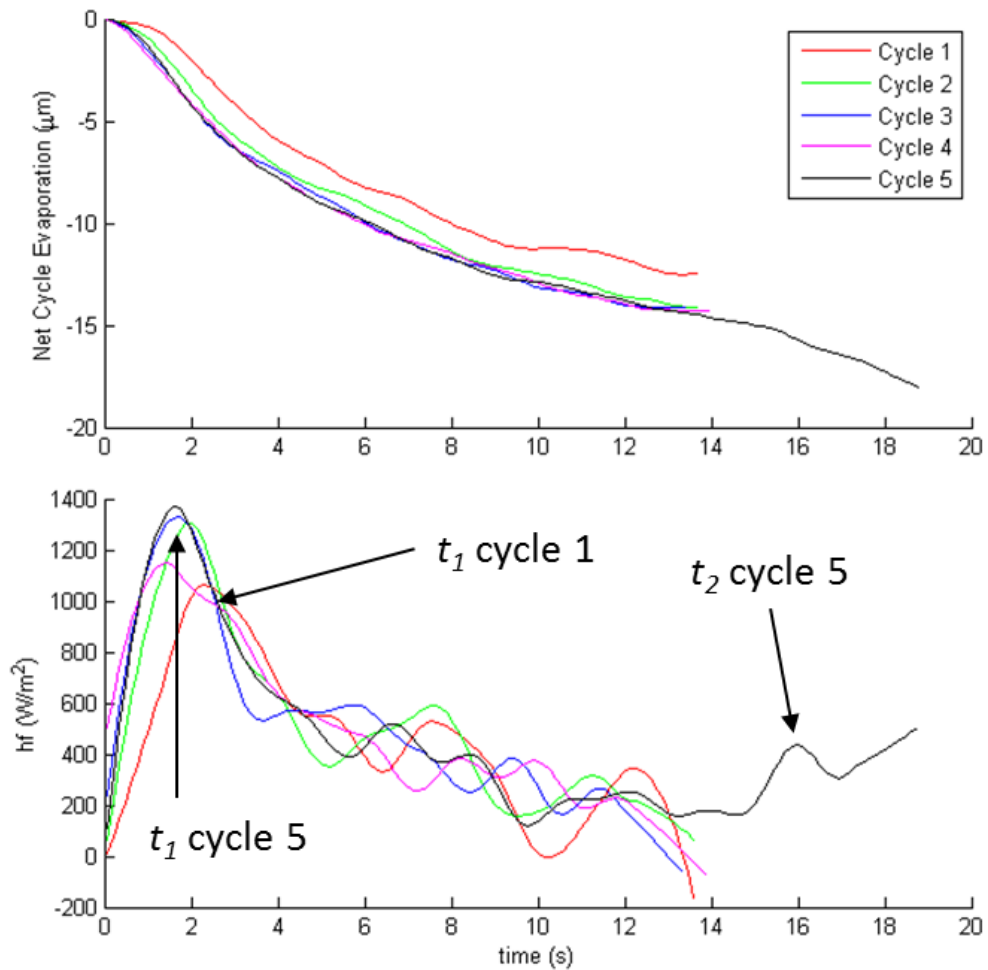 0
-5
-10
-15
-20
Net Cycle Evaporation (μm)
Cycle 1
Cycle 2
Cycle 3
Cycle 4
Cycle 5
0 2 4 6 8 10 12 14 16 18 20
1400
1200
1000
800
600
400
200
0
-200
hf (W/m²)
t₁ cycle 1
t₂ cycle 5
t₁ cycle 5
0 2 4 6 8 10 12 14 16 18 20
time (s)